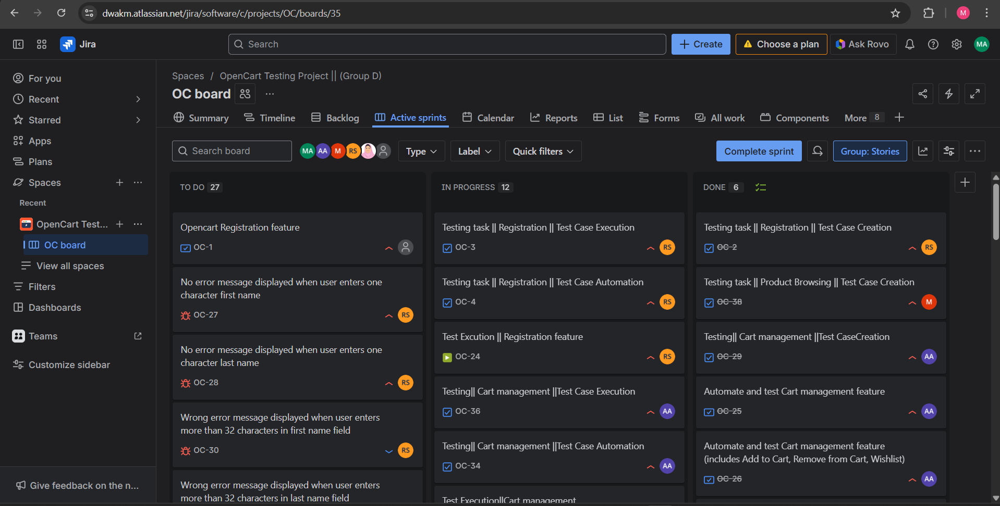 dwakm.atlassian.net/jira/software/c/projects/OC/boards/35
M
Jira
Search
Create
Choose a plan
Ask Rovo
MA
For you
Recent
Starred
Apps
Plans
Spaces
Recent
OpenCart Test...
OC board
View all spaces
Filters
Dashboards
Teams
Customize sidebar
Give feedback on the n...
Spaces / OpenCart Testing Project || (Group D)
OC board
Summary
Timeline
Backlog
Active sprints
Calendar
Reports
List
Forms
All work
Components
More 8
Search board
MA AA M RS
Type
Label
Quick filters
Complete sprint
Group: Stories
TO DO 27
Opencart Registration feature
OC-1
No error message displayed when user enters one
character first name
OC-27
RS
No error message displayed when user enters one
character last name
OC-28
RS
Wrong error message displayed when user enters
more than 32 characters in first name field
OC-30
RS
Wrong error message displayed when user enters
more than 32 characters in last name field
IN PROGRESS 12
Testing task || Registration || Test Case Execution
OC-3
RS
Testing task || Registration || Test Case Automation
OC-4
RS
Test Excution || Registration feature
OC-24
RS
Testing|| Cart management ||Test Case Execution
OC-36
AA
Testing|| Cart management ||Test Case Automation
OC-34
AA
Test Execution||Cart management
DONE 6
Testing task || Registration || Test Case Creation
OC-2
RS
Testing task || Product Browsing || Test Case Creation
OC-38
M
Testing|| Cart management ||Test CaseCreation
OC-29
AA
Automate and test Cart management feature
OC-25
AA
Automate and test Cart management feature
(includes Add to Cart, Remove from Cart, Wishlist)
OC-26
AA